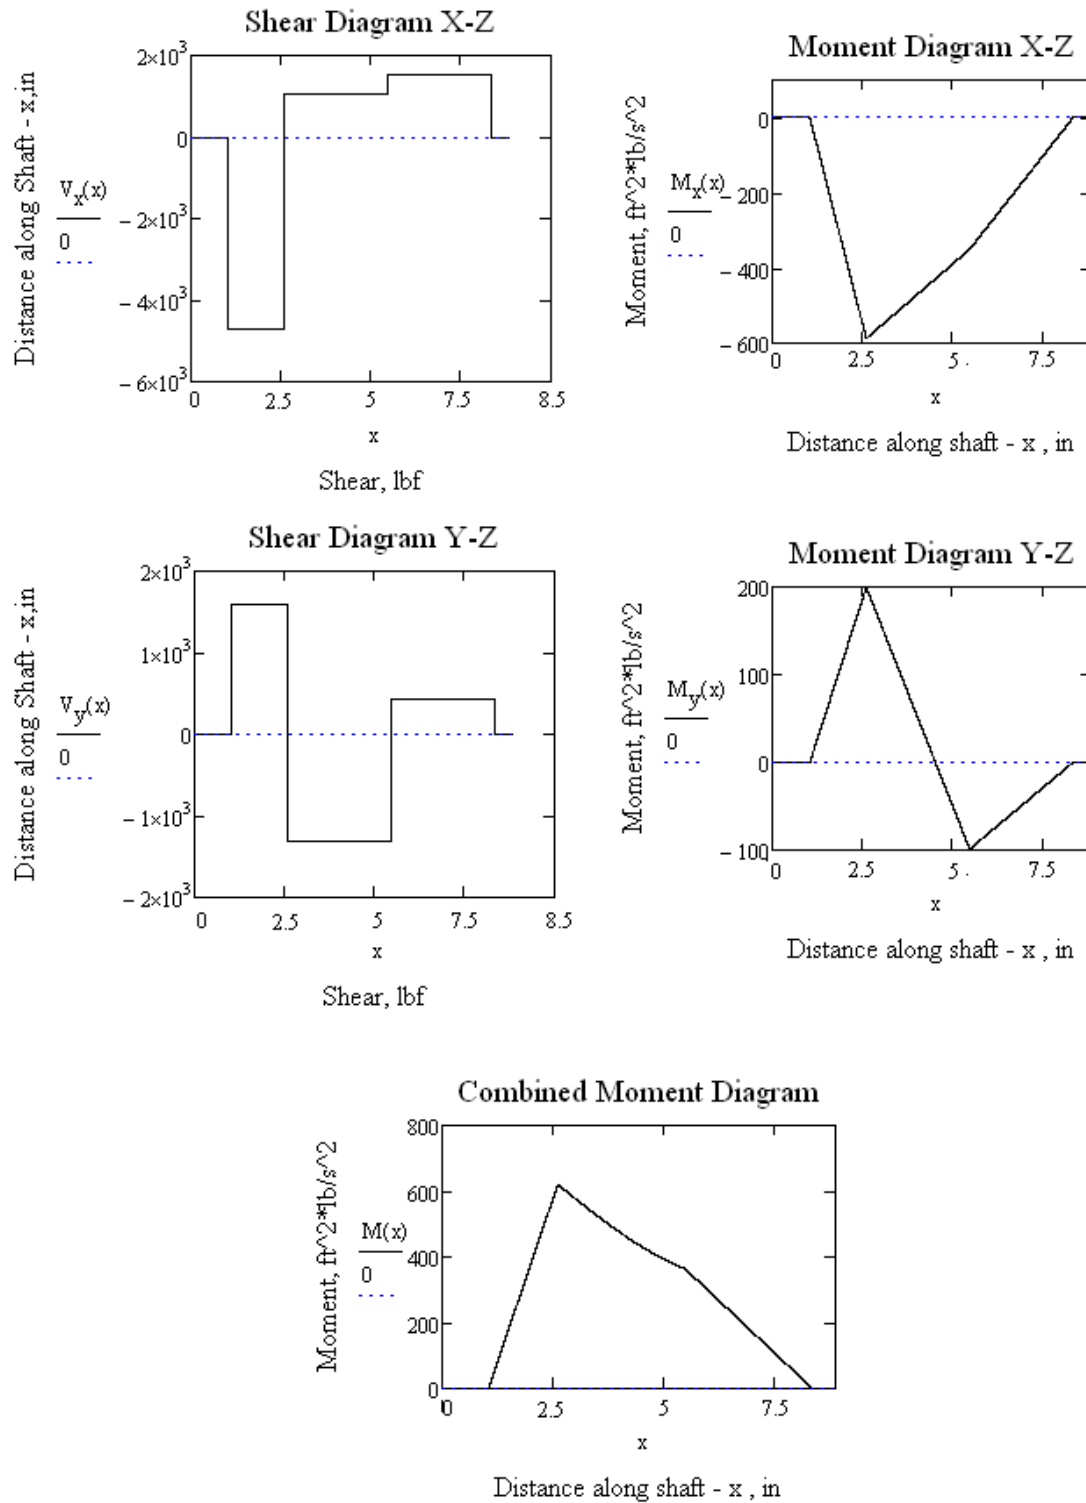 Shear Diagram X-Z
Distance along Shaft - x,in
V_x(x)
0
2×10^3
0
− 2×10^3
− 4×10^3
− 6×10^3
0 2.5 5 7.5 8.5
x
Shear, lbf
Moment Diagram X-Z
Moment, ft^2*lb/s^2
M_x(x)
0
0
− 200
− 400
− 600
0 2.5 5 . 7.5
x
Distance along shaft - x , in
Shear Diagram Y-Z
Distance along Shaft - x,in
V_y(x)
0
2×10^3
1×10^3
0
− 1×10^3
− 2×10^3
0 2.5 5 7.5 8.5
x
Shear, lbf
Moment Diagram Y-Z
Moment, ft^2*lb/s^2
M_y(x)
0
200
100
0
− 100
0 2.5 5 . 7.5
x
Distance along shaft - x , in
Combined Moment Diagram
Moment, ft^2*lb/s^2
M(x)
0
800
600
400
200
0
0 2.5 5 7.5
x
Distance along shaft - x , in